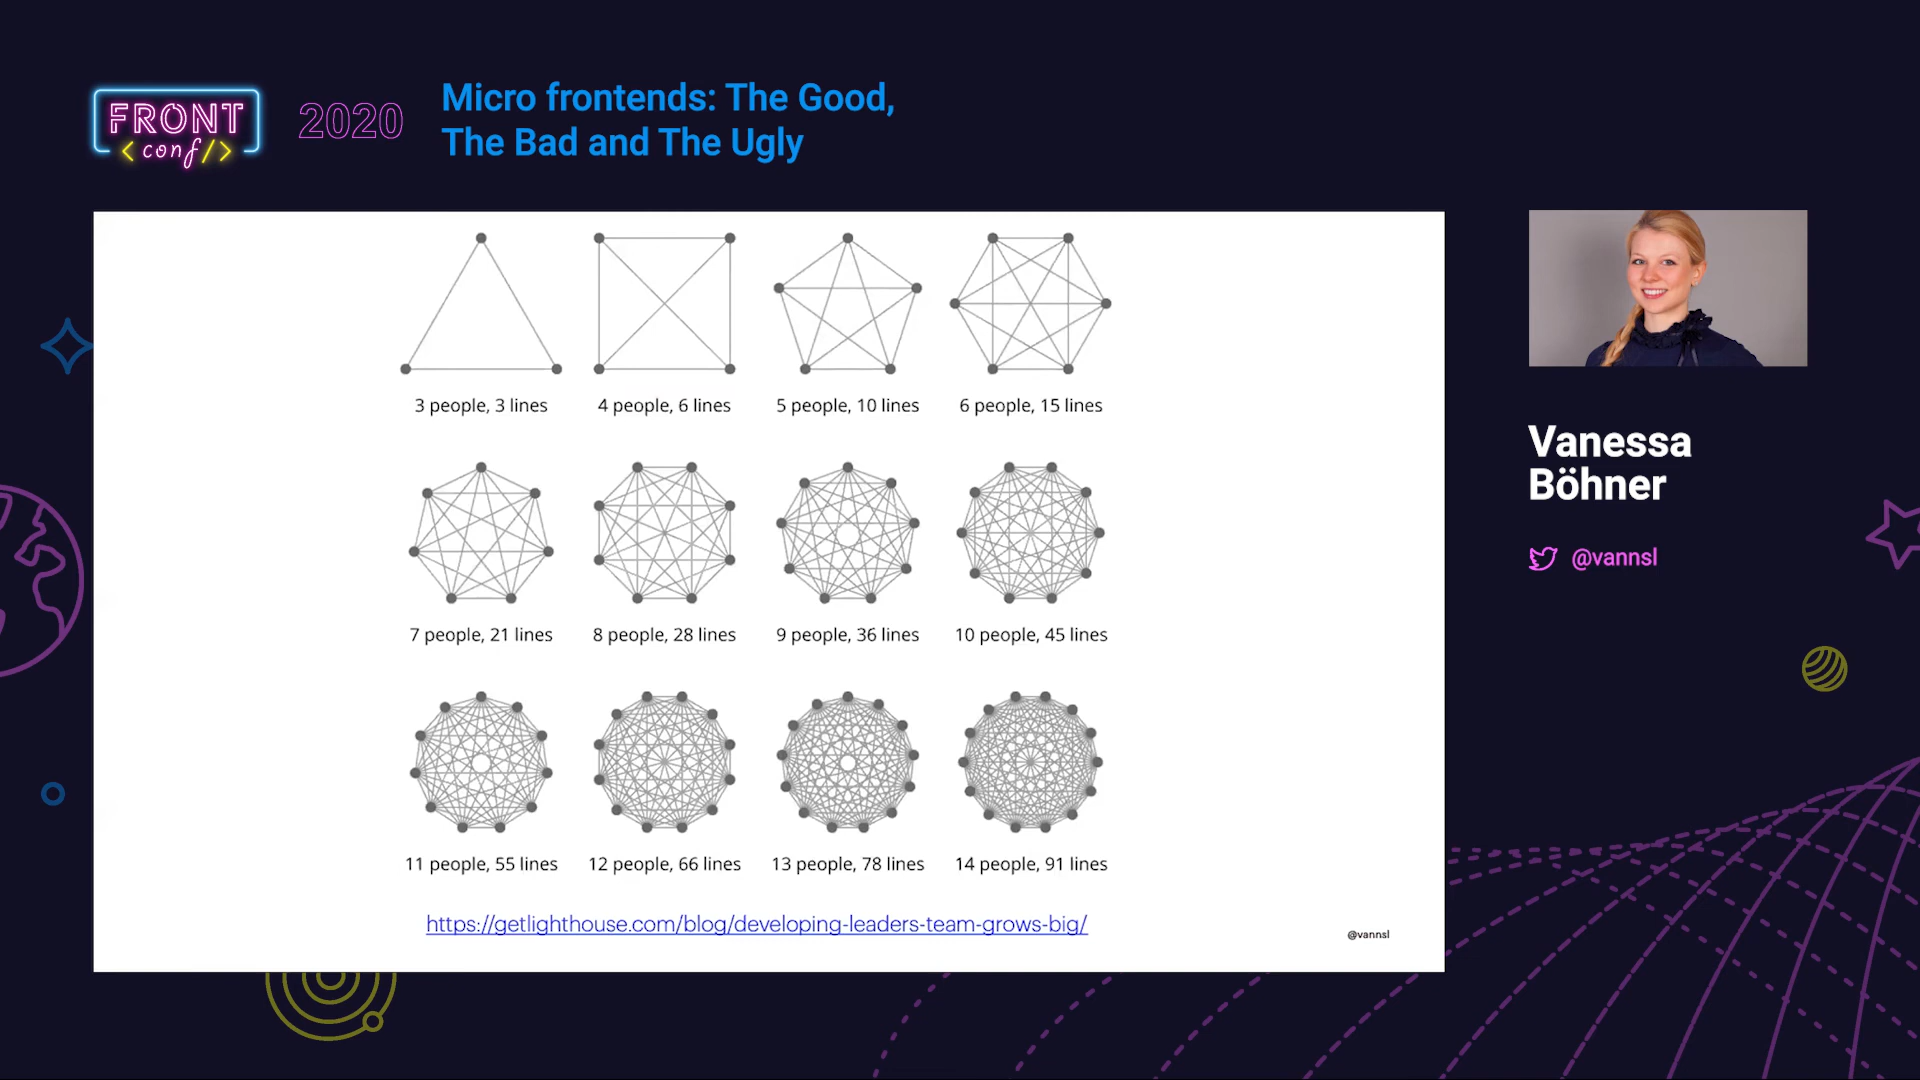 FRONT
<conf/>
2020
Micro frontends: The Good,
The Bad and The Ugly
3 people, 3 lines
4 people, 6 lines
5 people, 10 lines
6 people, 15 lines
7 people, 21 lines
8 people, 28 lines
9 people, 36 lines
10 people, 45 lines
11 people, 55 lines
12 people, 66 lines
13 people, 78 lines
14 people, 91 lines
https://getlighthouse.com/blog/developing-leaders-team-grows-big/
@vannsl
Vanessa
Böhner
@vannsl